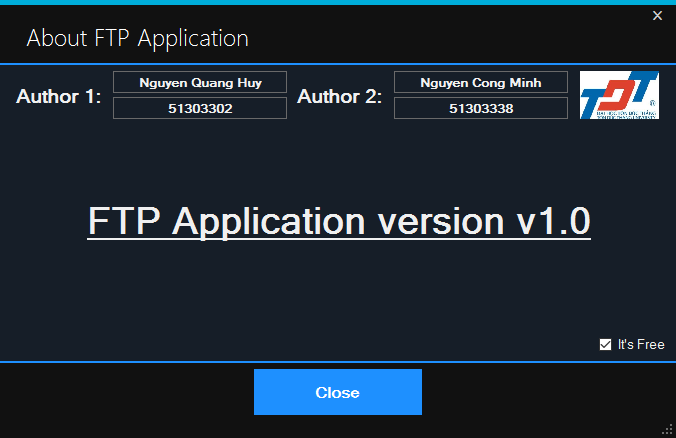 About FTP Application
Author 1:
Nguyen Quang Huy
51303302
Author 2:
Nguyen Cong Minh
51303338
TDT
®
FTP Application version v1.0
It's Free
Close